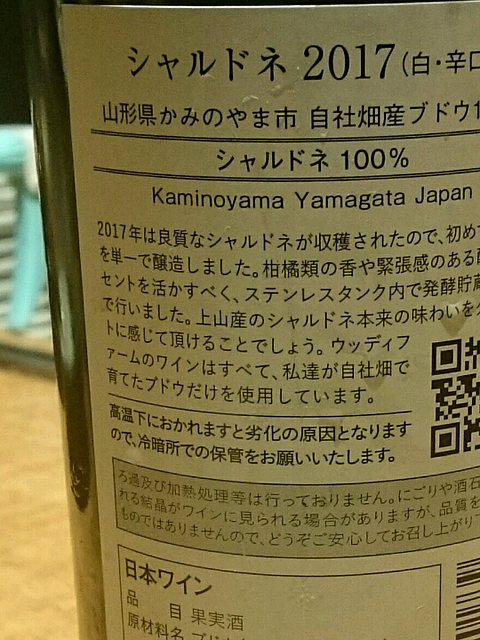 シャルドネ 2017(白・辛口
山形県かみのやま市 自社畑産ブドウ1
シャルドネ 100%
Kaminoyama Yamagata Japan
2017年は良質なシャルドネが収穫されたので、初めて
を単一で醸造しました。柑橘類の香や緊張感のある
セントを活かすべく、ステンレスタンク内で発酵貯蔵
で行いました。上山産のシャルドネ本来の味わいを
トに感じて頂けることでしょう。ウッディフ
ァームのワインはすべて、私達が自社畑で
育てたブドウだけを使用しています。
高温下におかれますと劣化の原因となります
ので、冷暗所での保管をお願いいたします。
ろ過及び加熱処理等は行っておりません。にごりや酒石
れる結晶がワインに見られる場合がありますが、品質を
ものではありませんので、どうぞご安心してお召し上がり
日本ワイン
品 目 果実酒
原材料名 ブドウ